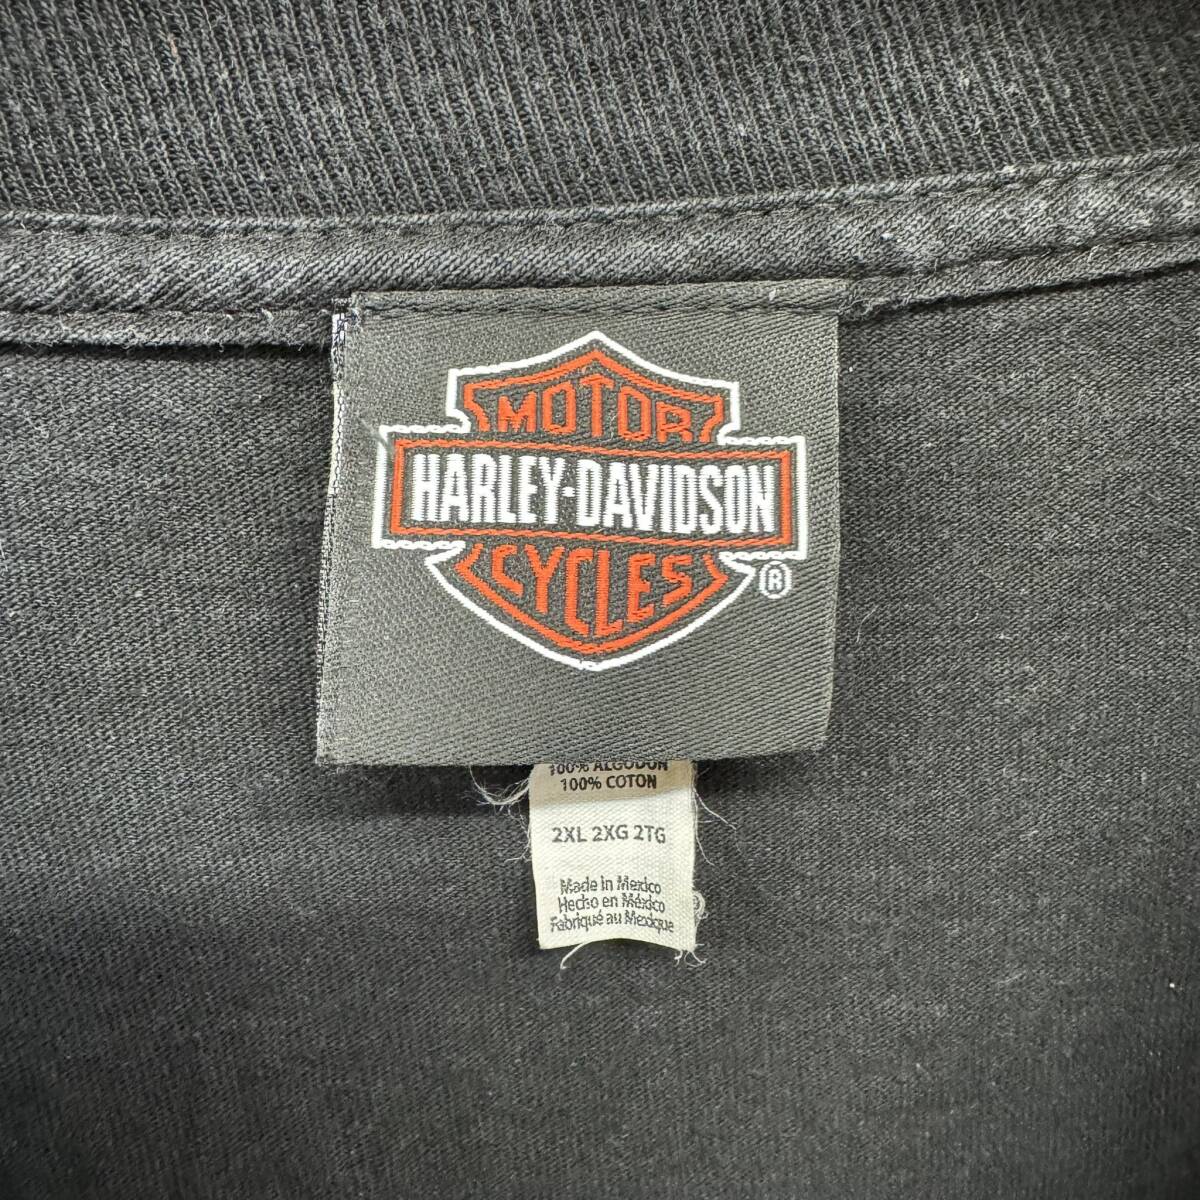 MOTOR
HARLEY-DAVIDSON
CYCLES
®
100% ALGODON
100% COTON
2XL 2XG 2TG
Made in Mexico
Hecho en México
Fabriqué au Mexique